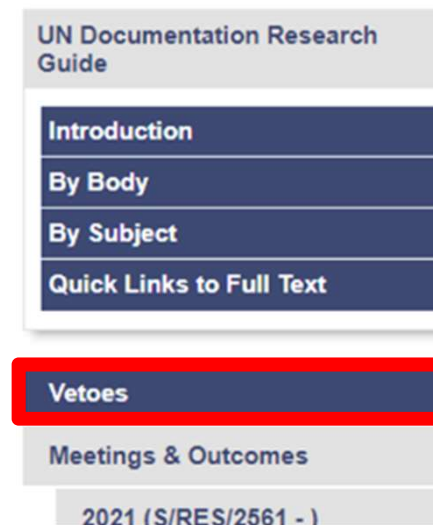 UN Documentation Research
Guide
Introduction
By Body
By Subject
Quick Links to Full Text
Vetoes
Meetings & Outcomes
2021 (S/RES/2561 - )